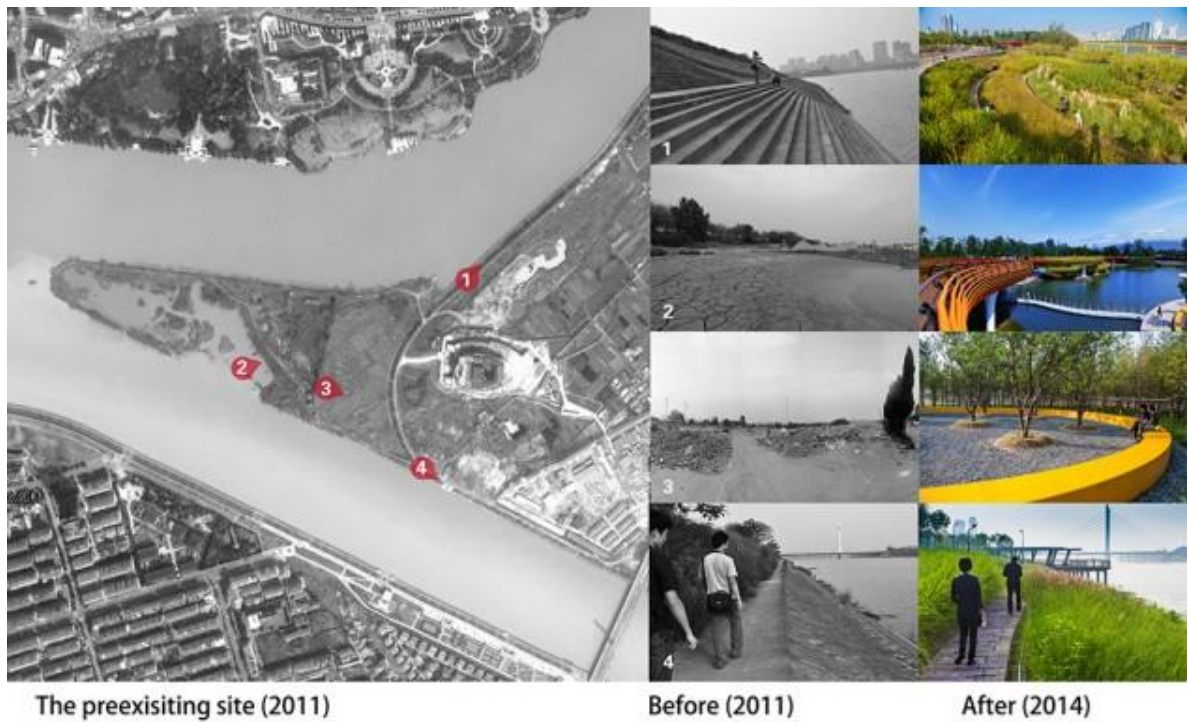 1
2
3
4
1
2
3
4
The preexisiting site (2011)
Before (2011)
After (2014)